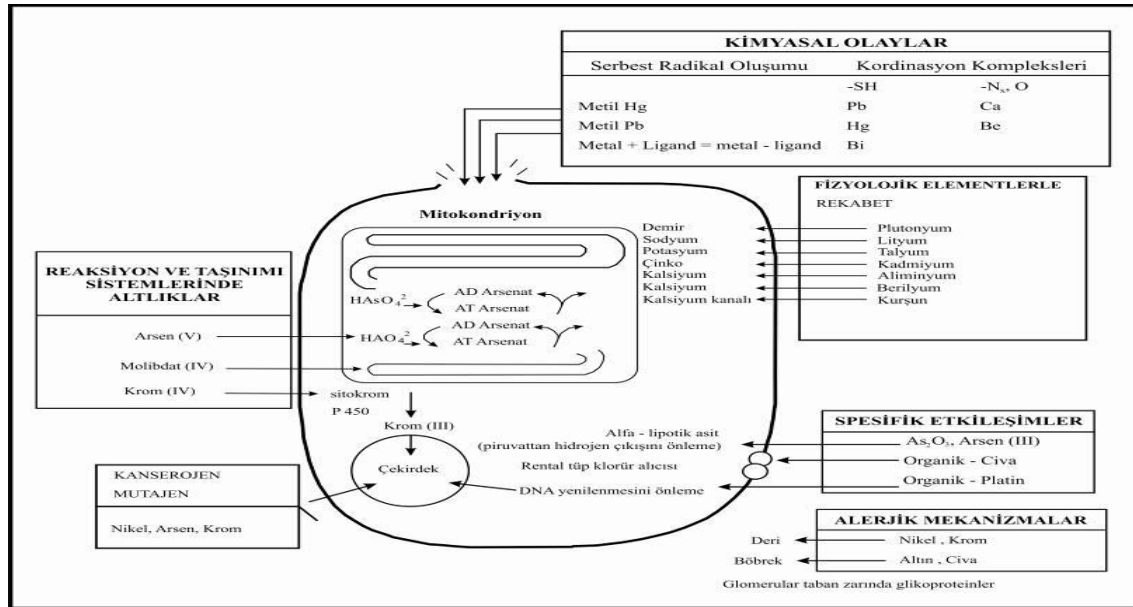 KİMYASAL OLAYLAR
Serbest Radikal Oluşumu Kordinasyon Kompleksleri
-SH -Nx, O
Metil Hg Pb Ca
Metil Pb Hg Be
Metal + Ligand = metal - ligand Bi
FİZYOLOJİK ELEMENTLERLE
REKABET
Demir Plutonyum
Sodyum Lityum
Potasyum Talyum
Çinko Kadmiyum
Kalsiyum Aliminyum
Kalsiyum Berilyum
Kalsiyum kanalı Kurşun
Mitokondriyon
HAsO4 2
AD Arsenat
AT Arsenat
HAO4 2
AD Arsenat
AT Arsenat
REAKSİYON VE TAŞINIMI
SİSTEMLERİNDE
ALTLIKLAR
Arsen (V)
Molibdat (IV)
Krom (IV)
sitokrom
P 450
Krom (III)
Çekirdek
KANSEROJEN
MUTAJEN
Nikel, Arsen, Krom
Alfa - lipotik asit
(piruvattan hidrojen çıkışını önleme)
Rental tüp klorür alıcısı
DNA yenilenmesini önleme
SPESİFİK ETKİLEŞİMLER
As2O3, Arsen (III)
Organik - Civa
Organik - Platin
ALERJİK MEKANİZMALAR
Deri Nikel , Krom
Böbrek Altın , Civa
Glomerular taban zarında glikoproteinler